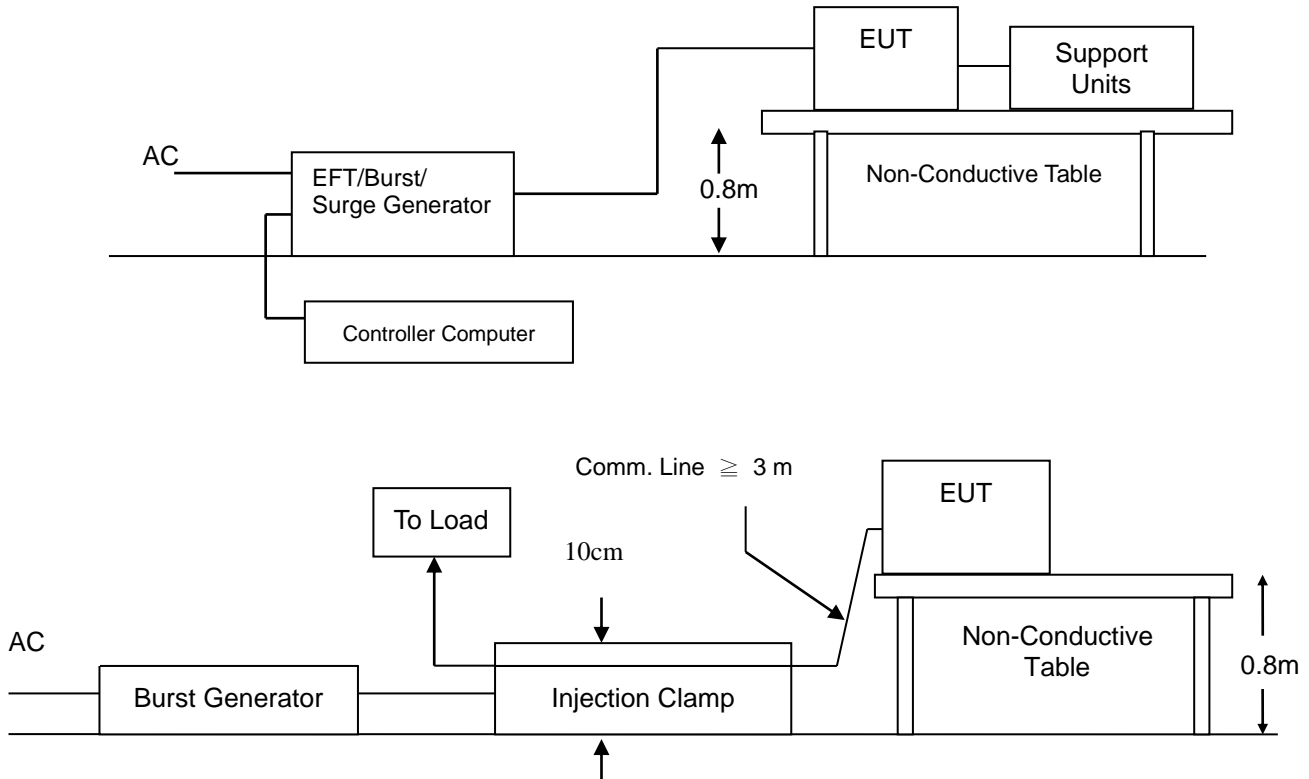 EUT
Support
Units
AC
EFT/Burst/
Surge Generator
0.8m
Non-Conductive Table
Controller Computer
Comm. Line ≧ 3 m
EUT
To Load
10cm
AC
Non-Conductive
Table
0.8m
Burst Generator
Injection Clamp